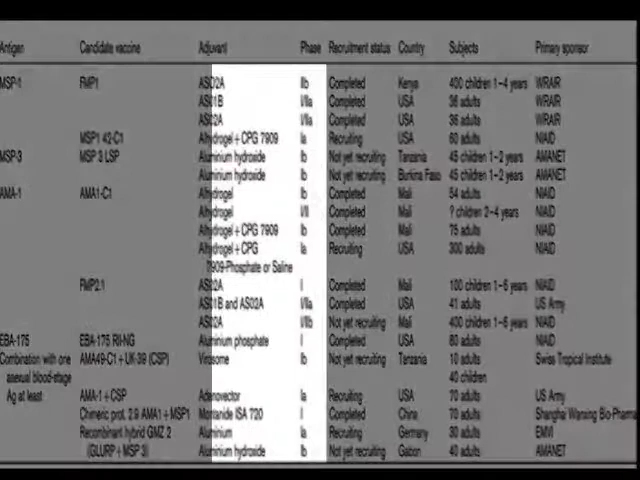 Antigen Candidate vaccine Adjuvant Phase Recruitment status Country Subjects Primary sponsor
MSP-1 FMP1 AS02A IIb Completed Kenya 400 children 1–4 years WRAIR
AS01B I/IIa Completed USA 36 adults WRAIR
AS02A I/IIa Completed USA 36 adults WRAIR
MSP1 42-C1 Alhydrogel+CPG 7909 Ia Recruiting USA 60 adults NIAID
MSP-3 MSP 3 LSP Aluminium hydroxide Ib Not yet recruiting Tanzania 45 children 1–2 years AMANET
Aluminium hydroxide Ib Not yet recruiting Burkina Faso 45 children 1–2 years AMANET
AMA-1 AMA1-C1 Alhydrogel Ib Completed Mali 54 adults NIAID
Alhydrogel I/II Completed Mali ? children 2–4 years NIAID
Alhydrogel+CPG 7909 Ib Completed Mali 75 adults NIAID
Alhydrogel+CPG Ia Recruiting USA 300 adults NIAID
7909-Phosphate or Saline
FMP2.1 AS02A I Completed Mali 100 children 1–6 years NIAID
AS01B and AS02A I/IIa Completed USA 41 adults US Army
AS02A I/IIb Not yet recruiting Mali 400 children 1–6 years NIAID
EBA-175 EBA-175 RI-NG Aluminium phosphate I Completed USA 80 adults NIAID
Combination with one AMA49-C1+UK-39 (CSP) Virosome Ib Not yet recruiting Tanzania 10 adults Swiss Tropical Institute
asexual blood-stage 40 children
Ag at least AMA-1+CSP Adenovector Ia Recruiting USA 70 adults US Army
Chimeric prot. 2.9 AMA1+MSP1 Montanide ISA 720 I Completed China 70 adults Shanghai Wanxing Bio-Pharma
Recombinant hybrid GMZ 2 Aluminium Ia Recruiting Germany 30 adults EMVI
(GLURP+MSP 3) Aluminium hydroxide Ib Not yet recruiting Gabon 40 adults AMANET